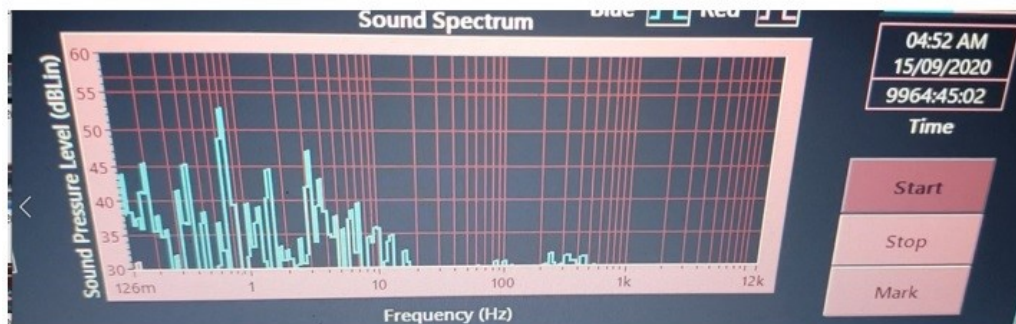 Sound Spectrum
Blue Red
60
55
50
45
40
35
30
Sound Pressure Level (dBLin)
126m 1 10 100 1k 12k
Frequency (Hz)
04:52 AM
15/09/2020
9964:45:02
Time
Start
Stop
Mark